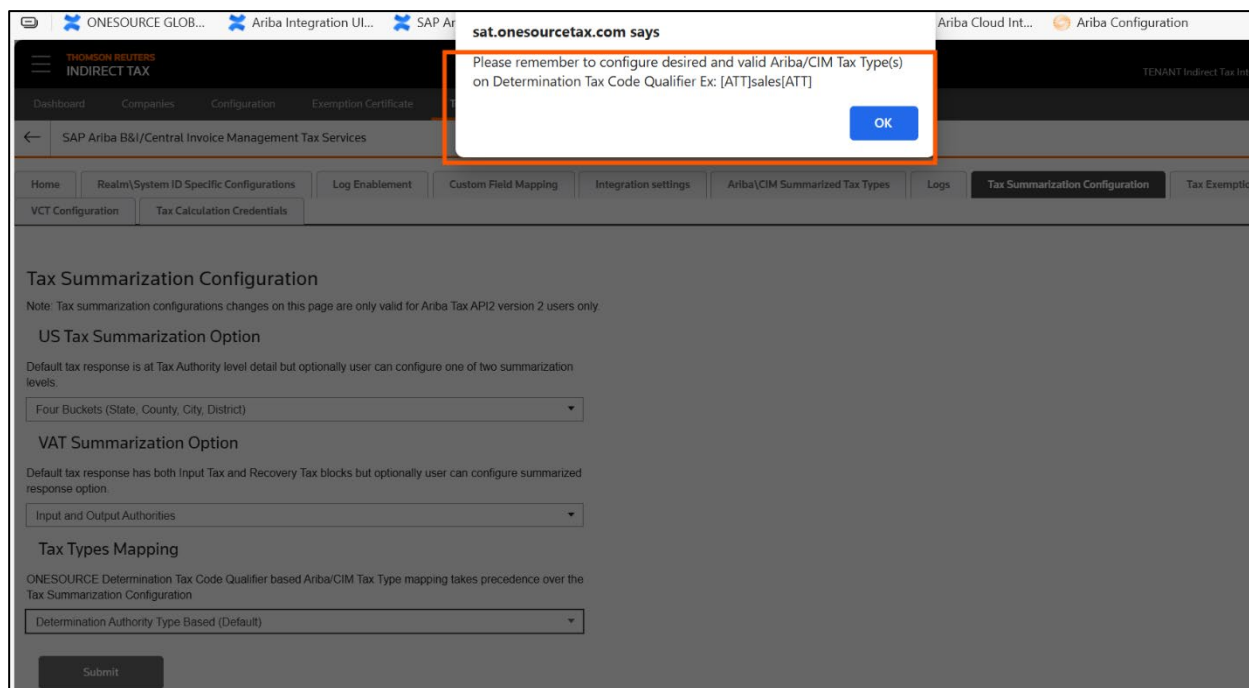 ONESOURCE GLOB...
Ariba Integration UI...
SAP Ar
Ariba Cloud Int...
Ariba Configuration
sat.onesourcetax.com says
Please remember to configure desired and valid Ariba/CIM Tax Type(s)
on Determination Tax Code Qualifier Ex: [ATT]sales[ATT]
OK
THOMSON REUTERS
INDIRECT TAX
TENANT Indirect Tax Int
Dashboard
Companies
Configuration
Exemption Certificate
SAP Ariba B&I/Central Invoice Management Tax Services
Home
Realm\System ID Specific Configurations
Log Enablement
Custom Field Mapping
Integration settings
Ariba\CIM Summarized Tax Types
Logs
Tax Summarization Configuration
Tax Exemptio
VCT Configuration
Tax Calculation Credentials
Tax Summarization Configuration
Note: Tax summarization configurations changes on this page are only valid for Ariba Tax API2 version 2 users only.
US Tax Summarization Option
Default tax response is at Tax Authority level detail but optionally user can configure one of two summarization
levels.
Four Buckets (State, County, City, District)
VAT Summarization Option
Default tax response has both Input Tax and Recovery Tax blocks but optionally user can configure summarized
response option.
Input and Output Authorities
Tax Types Mapping
ONESOURCE Determination Tax Code Qualifier based Ariba/CIM Tax Type mapping takes precedence over the
Tax Summarization Configuration
Determination Authority Type Based (Default)
Submit